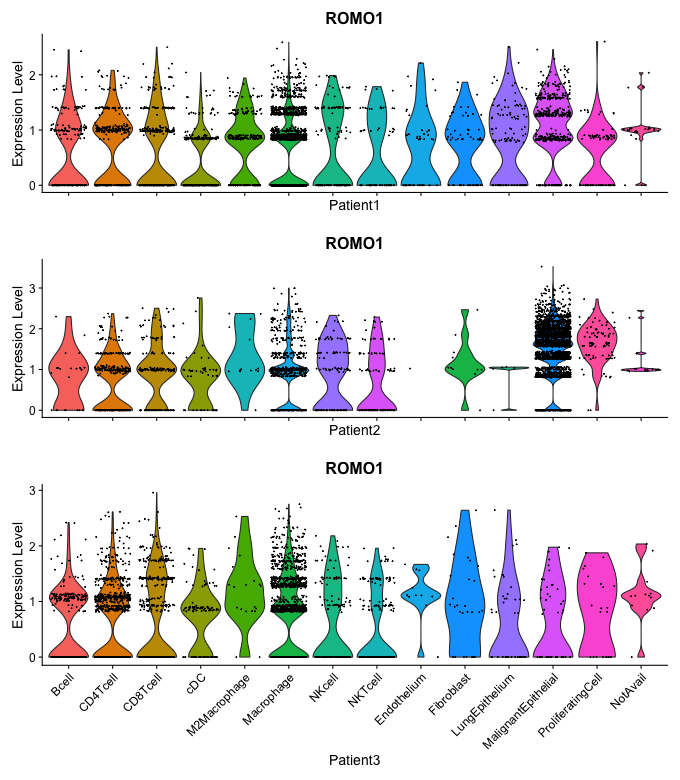 ROMO1
Expression Level
2
1
0
Patient1
ROMO1
Expression Level
3
2
1
0
Patient2
ROMO1
Expression Level
3
2
1
0
Bcell
CD4Tcell
CD8Tcell
cDC
M2Macrophage
Macrophage
NKcell
NKTcell
Endothelium
Fibroblast
LungEpithelium
MalignantEpithelial
ProliferatingCell
NotAvail
Patient3